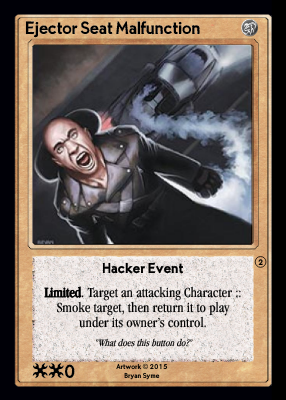 Ejector Seat Malfunction
Hacker Event
2
Limited. Target an attacking Character ::
Smoke target, then return it to play
under its owner's control.
"What does this button do?"
0
Artwork © 2015
Bryan Syme